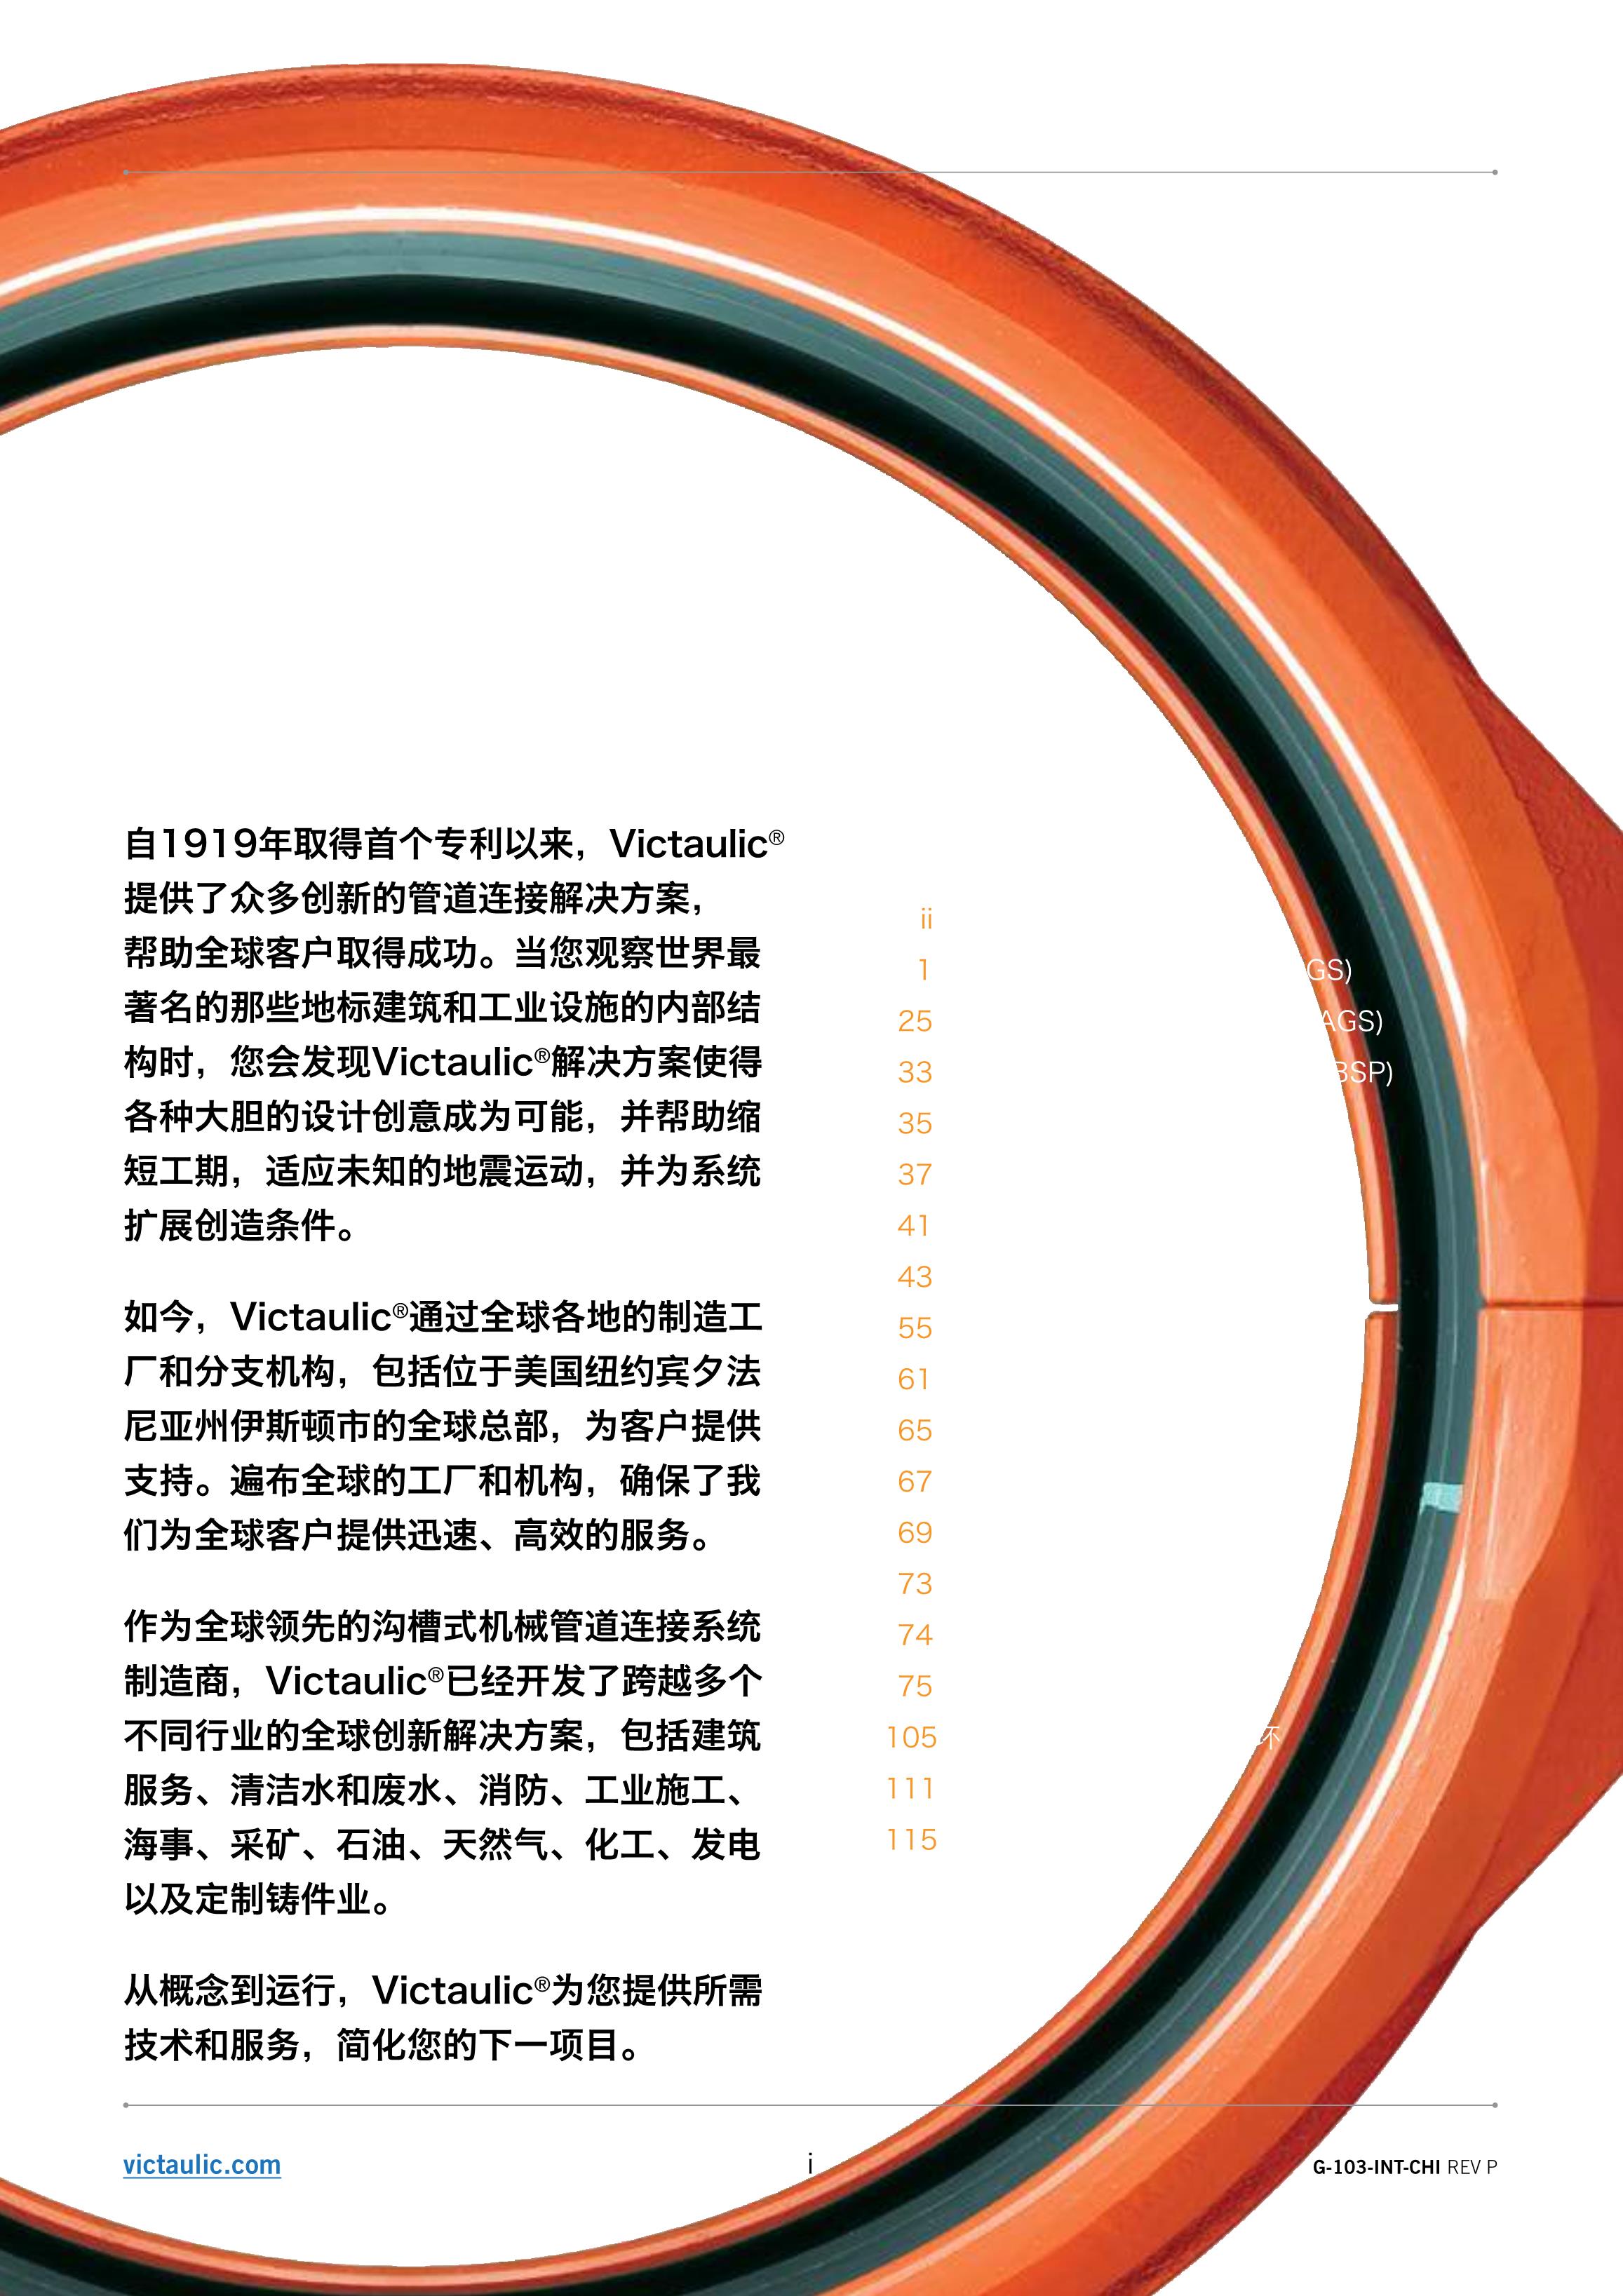 自1919年取得首个专利以来，Victaulic®
提供了众多创新的管道连接解决方案，
帮助全球客户取得成功。当您观察世界最
著名的那些地标建筑和工业设施的内部结
构时，您会发现Victaulic®解决方案使得
各种大胆的设计创意成为可能，并帮助缩
短工期，适应未知的地震运动，并为系统
扩展创造条件。
如今，Victaulic®通过全球各地的制造工
厂和分支机构，包括位于美国纽约宾夕法
尼亚州伊斯顿市的全球总部，为客户提供
支持。遍布全球的工厂和机构，确保了我
们为全球客户提供迅速、高效的服务。
作为全球领先的沟槽式机械管道连接系统
制造商，Victaulic®已经开发了跨越多个
不同行业的全球创新解决方案，包括建筑
服务、清洁水和废水、消防、工业施工、
海事、采矿、石油、天然气、化工、发电
以及定制铸件业。
从概念到运行，Victaulic®为您提供所需
技术和服务，简化您的下一项目。
ii
1 GS)
25 AGS)
33 BSP)
35
37
41
43
55
61
65
67
69
73
74
75
105
111
115
victaulic.com
i
G-103-INT-CHI REV P